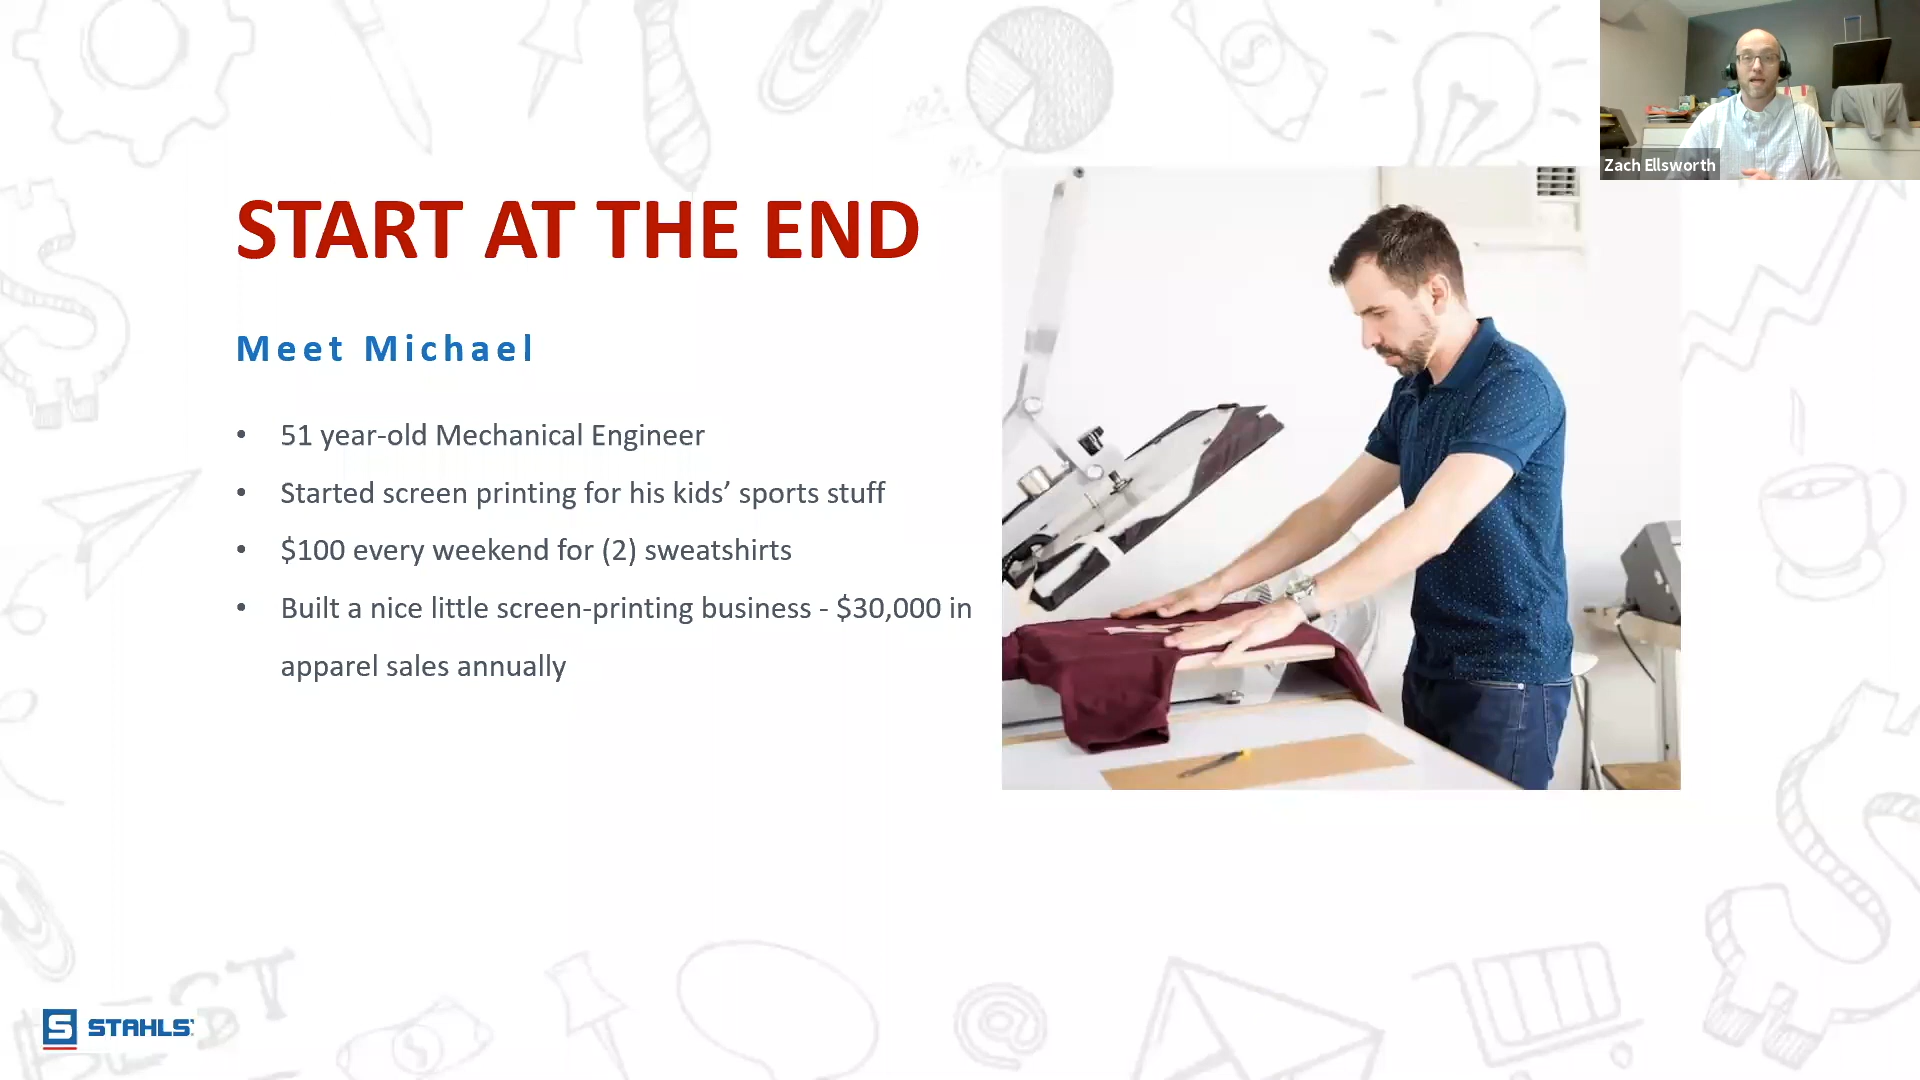 Zach Ellsworth
START AT THE END
Meet Michael
• 51 year-old Mechanical Engineer
• Started screen printing for his kids’ sports stuff
• $100 every weekend for (2) sweatshirts
• Built a nice little screen-printing business - $30,000 in
apparel sales annually
S STAHLS'